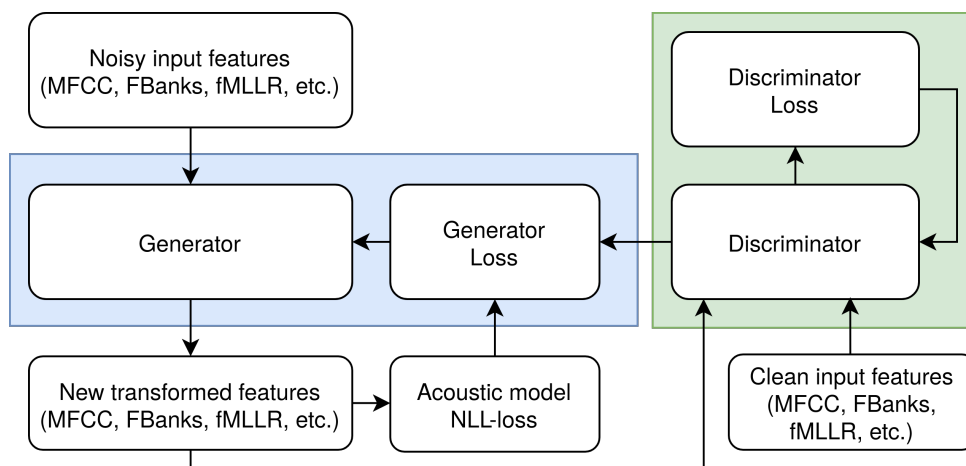 Noisy input features
(MFCC, FBanks, fMLLR, etc.)
Discriminator
Loss
Generator
Generator
Loss
Discriminator
New transformed features
(MFCC, FBanks, fMLLR, etc.)
Acoustic model
NLL-loss
Clean input features
(MFCC, FBanks,
fMLLR, etc.)